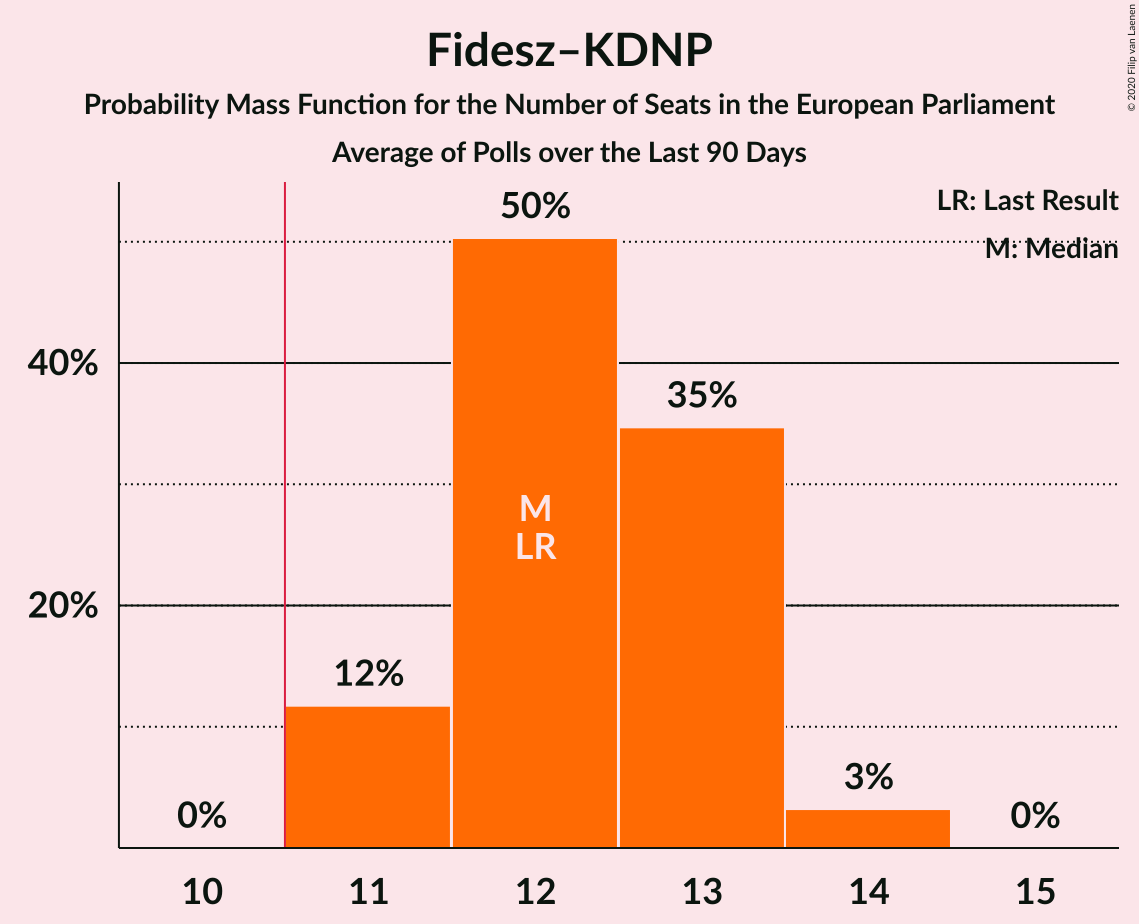 Fidesz–KDNP
Probability Mass Function for the Number of Seats in the European Parliament
Average of Polls over the Last 90 Days
© 2020 Filip van Laenen
LR: Last Result
M: Median
50%
40%
35%
M
LR
20%
12%
3%
0%
0%
10 11 12 13 14 15